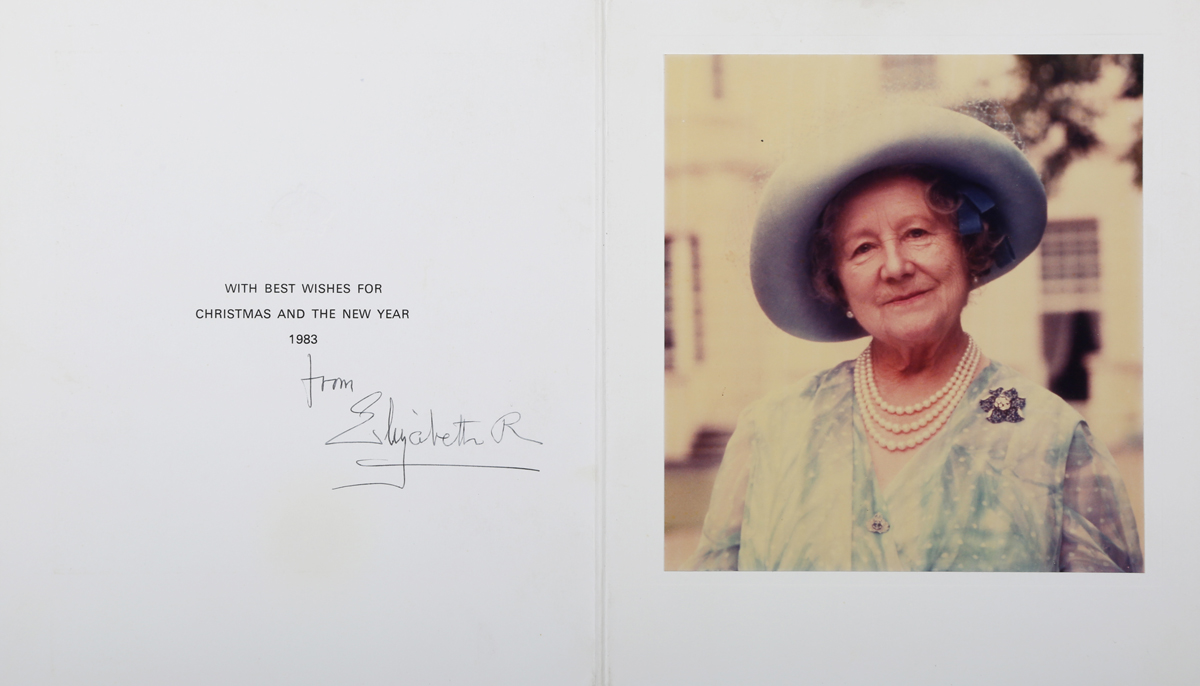 WITH BEST WISHES FOR
CHRISTMAS AND THE NEW YEAR
1983
from
Elizabeth R